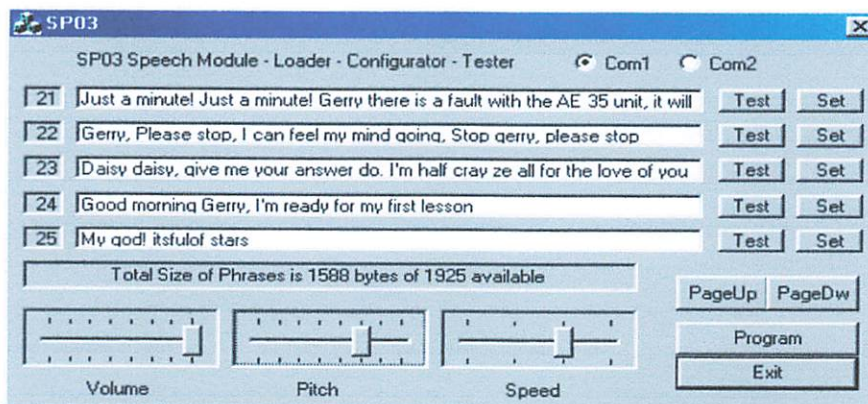 SP03
SP03 Speech Module - Loader - Configurator - Tester Com1 Com2
21 Just a minute! Just a minute! Gerry there is a fault with the AE 35 unit, it will Test Set
22 Gerry, Please stop, I can feel my mind going, Stop gerry, please stop Test Set
23 Daisy daisy, give me your answer do. I'm half cray ze all for the love of you Test Set
24 Good morning Gerry, I'm ready for my first lesson Test Set
25 My god! itsfulof stars Test Set
Total Size of Phrases is 1588 bytes of 1925 available
PageUp PageDw
Program
Exit
Volume Pitch Speed